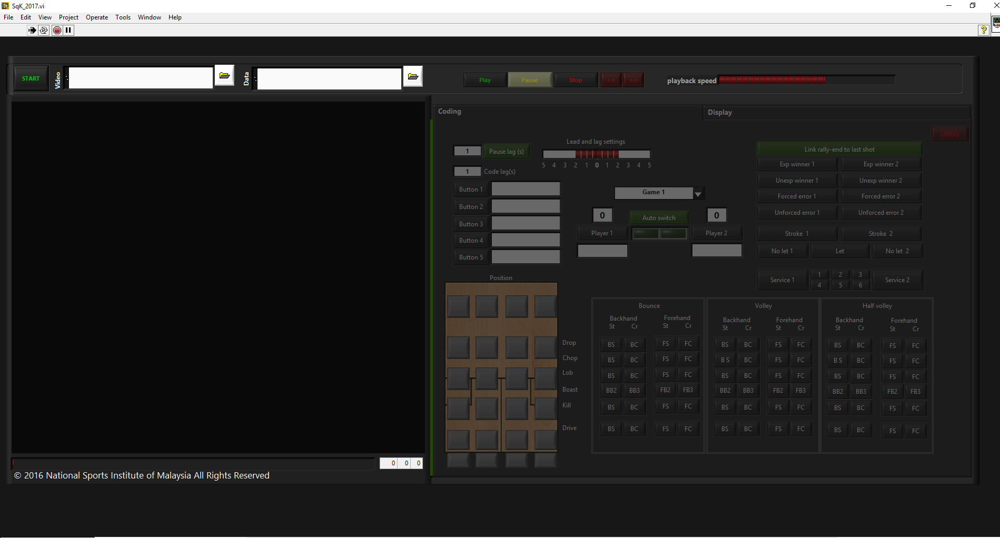 SqK_2017.vi
File Edit View Project Operate Tools Window Help
START Video Data Play Pause Stop << >> playback speed
Coding Display
UNDO
Lead and lag settings
1 Pause lag (s)
5 4 3 2 1 0 1 2 3 4 5
1 Code lag(s)
Button 1
Button 2
Button 3
Button 4
Button 5
Game 1
0 Auto switch 0
Player 1 Player 2
Link rally-end to last shot
Exp winner 1 Exp winner 2
Unexp winner 1 Unexp winner 2
Forced error 1 Forced error 2
Unforced error 1 Unforced error 2
Stroke 1 Stroke 2
No let 1 Let No let 2
Service 1 1 2 3 Service 2
4 5 6
Position
Bounce Volley Half volley
Backhand Forehand Backhand Forehand Backhand Forehand
St Cr St Cr St Cr St Cr St Cr St Cr
Drop BS BC FS FC BS BC FS FC BS BC FS FC
Chop BS BC FS FC B S BC FS FC B S BC FS FC
Lob BS BC FS FC BS BC FS FC BS BC FS FC
Boast BB2 BB3 FB2 FB3 BB2 BB3 FB2 FB3 BB2 BB3 FB2 FB3
Kill BS BC FS FC BS BC FS FC BS BC FS FC
Drive BS BC FS FC BS BC FS FC BS BC FS FC
0 0 0
© 2016 National Sports Institute of Malaysia All Rights Reserved